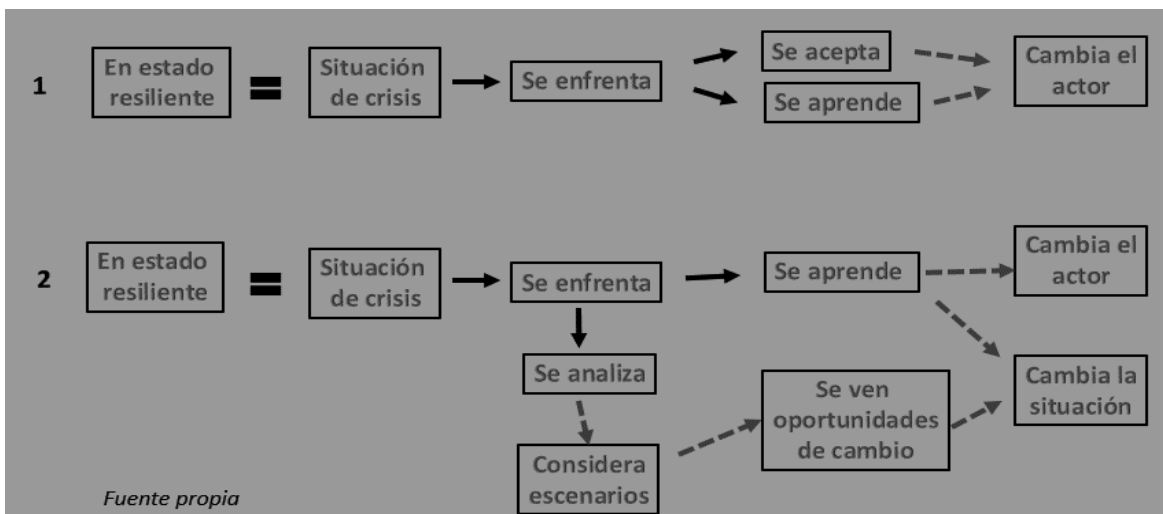 1
En estado
resiliente
=
Situación
de crisis
Se enfrenta
Se acepta
Se aprende
Cambia el
actor
2
En estado
resiliente
=
Situación
de crisis
Se enfrenta
Se aprende
Cambia el
actor
Se analiza
Considera
escenarios
Se ven
oportunidades
de cambio
Cambia la
situación
Fuente propia